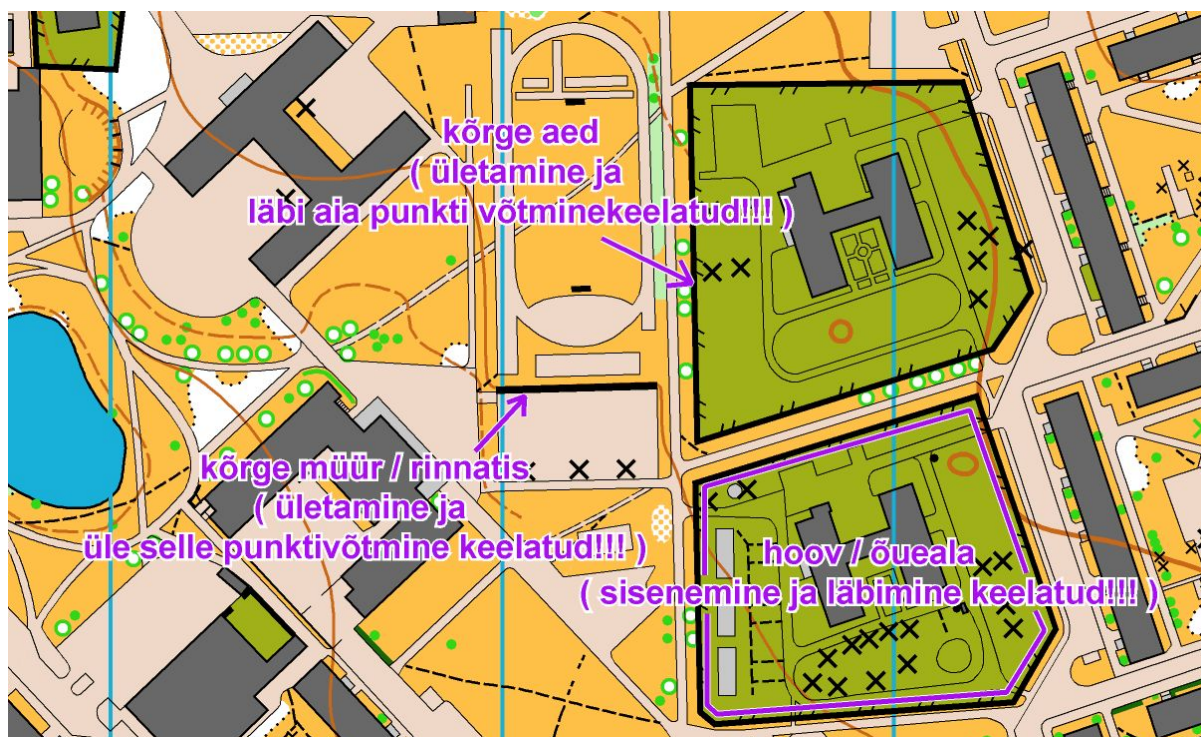 kõrge aed
( ületamine ja
läbi aia punkti võtminekeelatud!!! )
kõrge müür / rinnatis
( ületamine ja
üle selle punktivõtmine keelatud!!! )
hoov / õueala
( sisenemine ja läbimine keelatud!!! )